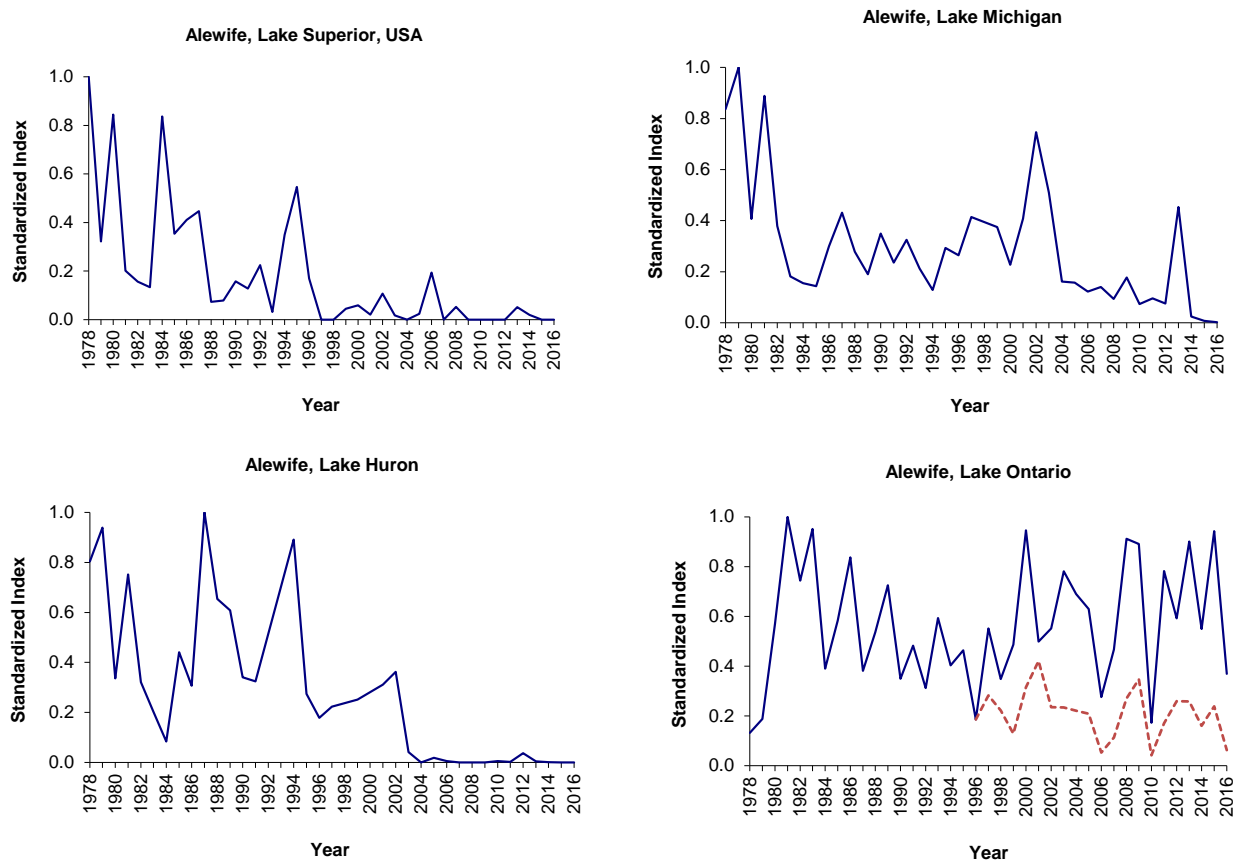 Alewife, Lake Superior, USA
Standardized Index
1.0
0.8
0.6
0.4
0.2
0.0
1978 1980 1982 1984 1986 1988 1990 1992 1994 1996 1998 2000 2002 2004 2006 2008 2010 2012 2014 2016
Year
Alewife, Lake Michigan
Standardized Index
1.0
0.8
0.6
0.4
0.2
0.0
1978 1980 1982 1984 1986 1988 1990 1992 1994 1996 1998 2000 2002 2004 2006 2008 2010 2012 2014 2016
Year
Alewife, Lake Huron
Standardized Index
1.0
0.8
0.6
0.4
0.2
0.0
1978 1980 1982 1984 1986 1988 1990 1992 1994 1996 1998 2000 2002 2004 2006 2008 2010 2012 2014 2016
Year
Alewife, Lake Ontario
Standardized Index
1.0
0.8
0.6
0.4
0.2
0.0
1978 1980 1982 1984 1986 1988 1990 1992 1994 1996 1998 2000 2002 2004 2006 2008 2010 2012 2014 2016
Year